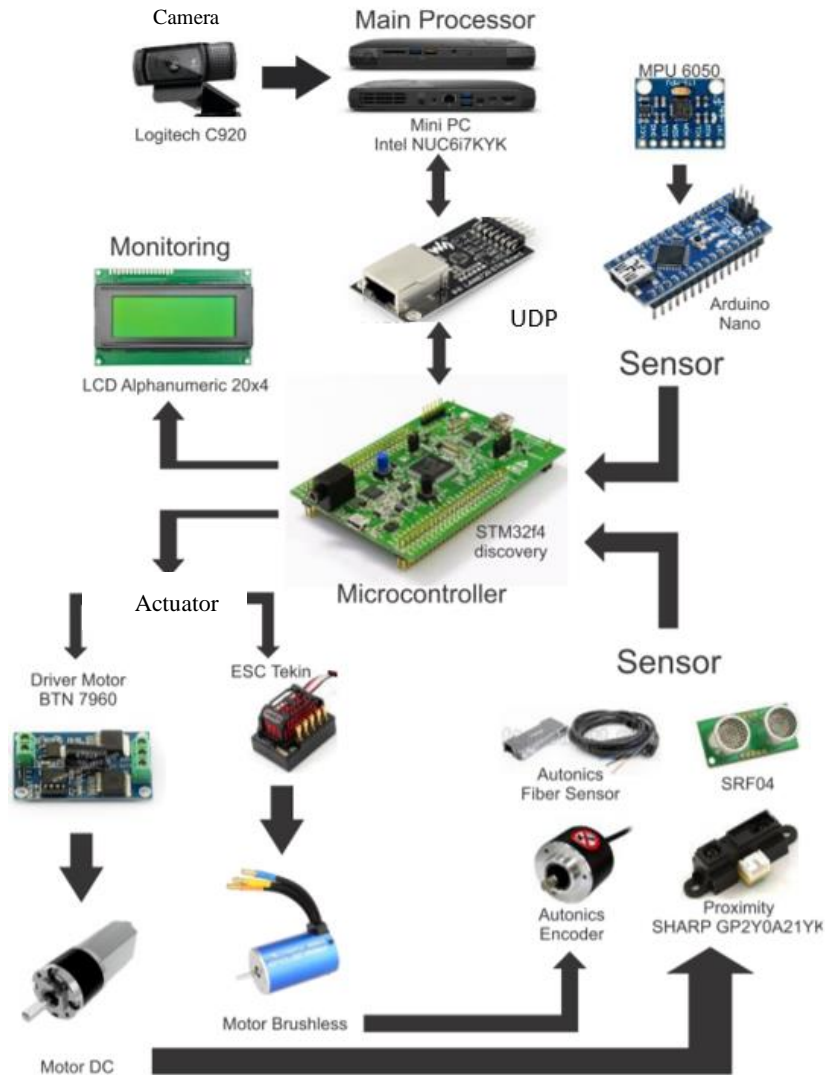 Camera
Main Processor
Logitech C920
Mini PC
Intel NUC6i7KYK
MPU 6050
Monitoring
LCD Alphanumeric 20x4
UDP
Arduino
Nano
Sensor
STM32f4
discovery
Microcontroller
Actuator
Driver Motor
BTN 7960
ESC Tekin
Sensor
Autonics
Fiber Sensor
SRF04
Autonics
Encoder
Proximity
SHARP GP2Y0A21YK
Motor Brushless
Motor DC